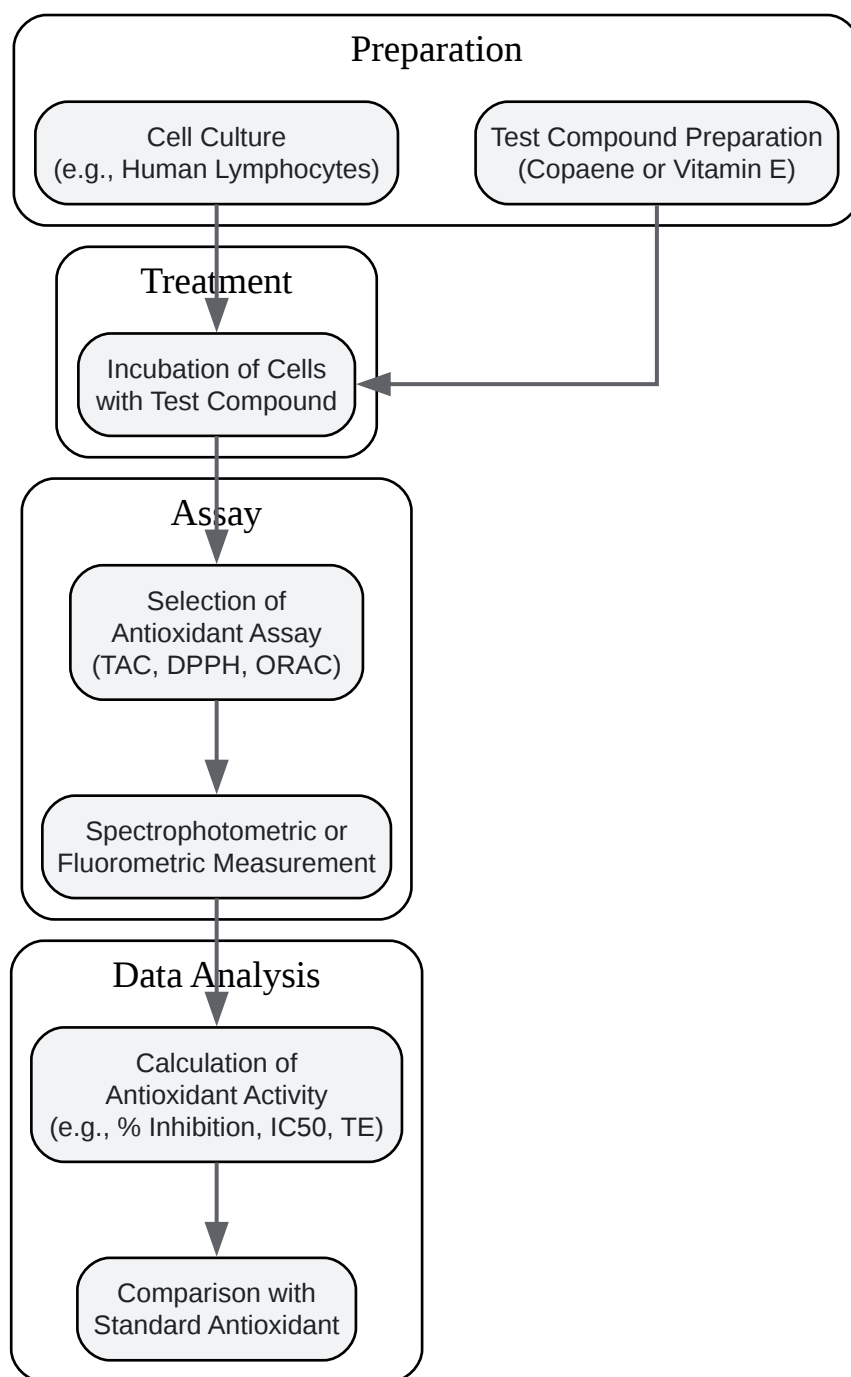 Preparation
Cell Culture
(e.g., Human Lymphocytes)
Test Compound Preparation
(Copaene or Vitamin E)
Treatment
Incubation of Cells
with Test Compound
Assay
Selection of
Antioxidant Assay
(TAC, DPPH, ORAC)
Spectrophotometric or
Fluorometric Measurement
Data Analysis
Calculation of
Antioxidant Activity
(e.g., % Inhibition, IC50, TE)
Comparison with
Standard Antioxidant